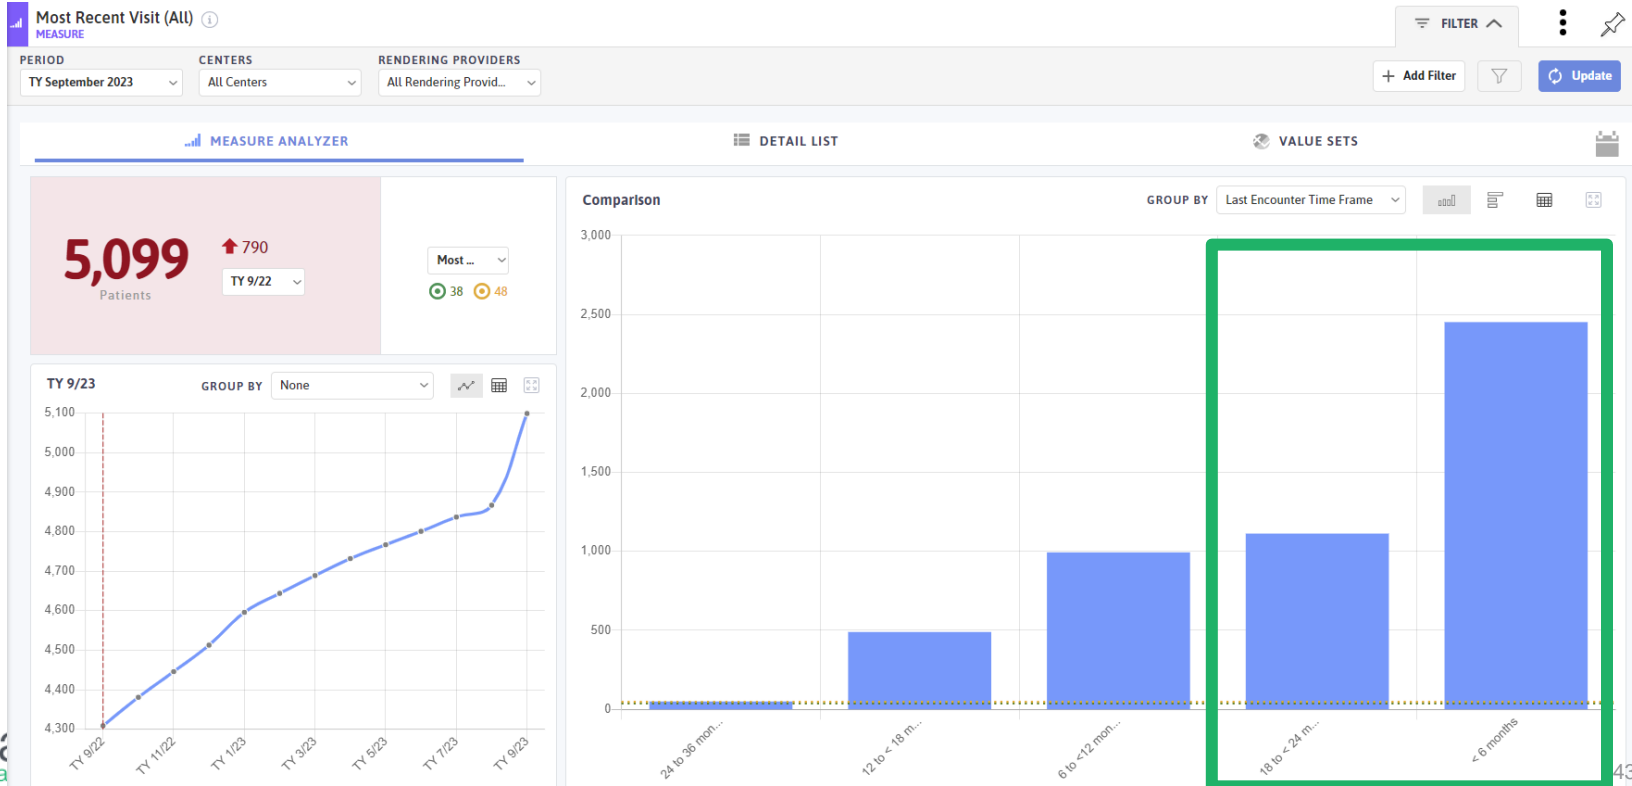 Most Recent Visit (All)
MEASURE
FILTER
PERIOD
CENTERS
RENDERING PROVIDERS
TY September 2023
All Centers
All Rendering Provid...
+ Add Filter
Update
MEASURE ANALYZER
DETAIL LIST
VALUE SETS
5,099
Patients
790
TY 9/22
Most ...
38
48
TY 9/23
GROUP BY
None
5,100
5,000
4,900
4,800
4,700
4,600
4,500
4,400
4,300
TY 9/22
TY 11/22
TY 1/23
TY 3/23
TY 5/23
TY 7/23
TY 9/23
Comparison
GROUP BY
Last Encounter Time Frame
3,000
2,500
2,000
1,500
1,000
500
0
24 to 36 mon...
12 to < 18 m...
6 to <12 mon...
18 to < 24 m...
< 6 months